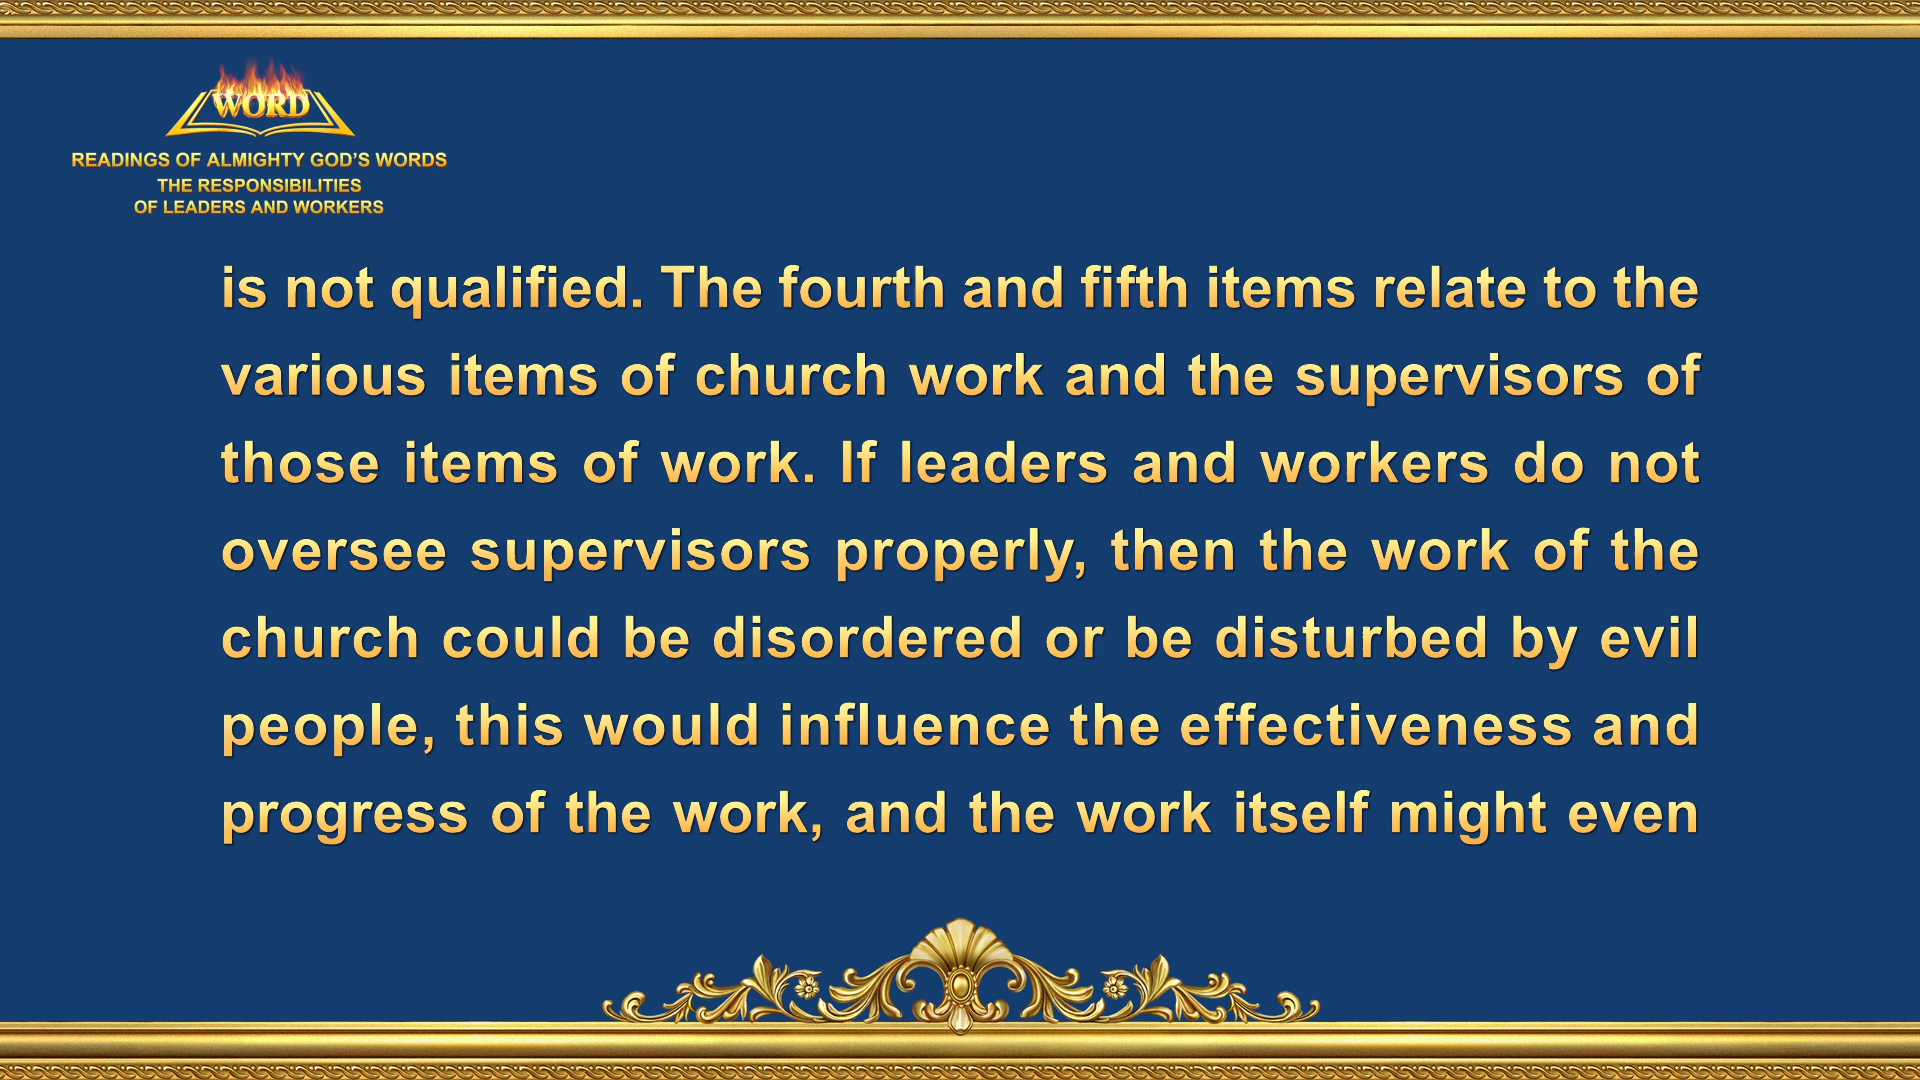 WORD
READINGS OF ALMIGHTY GOD’S WORDS
THE RESPONSIBILITIES
OF LEADERS AND WORKERS
is not qualified. The fourth and fifth items relate to the
various items of church work and the supervisors of
those items of work. If leaders and workers do not
oversee supervisors properly, then the work of the
church could be disordered or be disturbed by evil
people, this would influence the effectiveness and
progress of the work, and the work itself might even